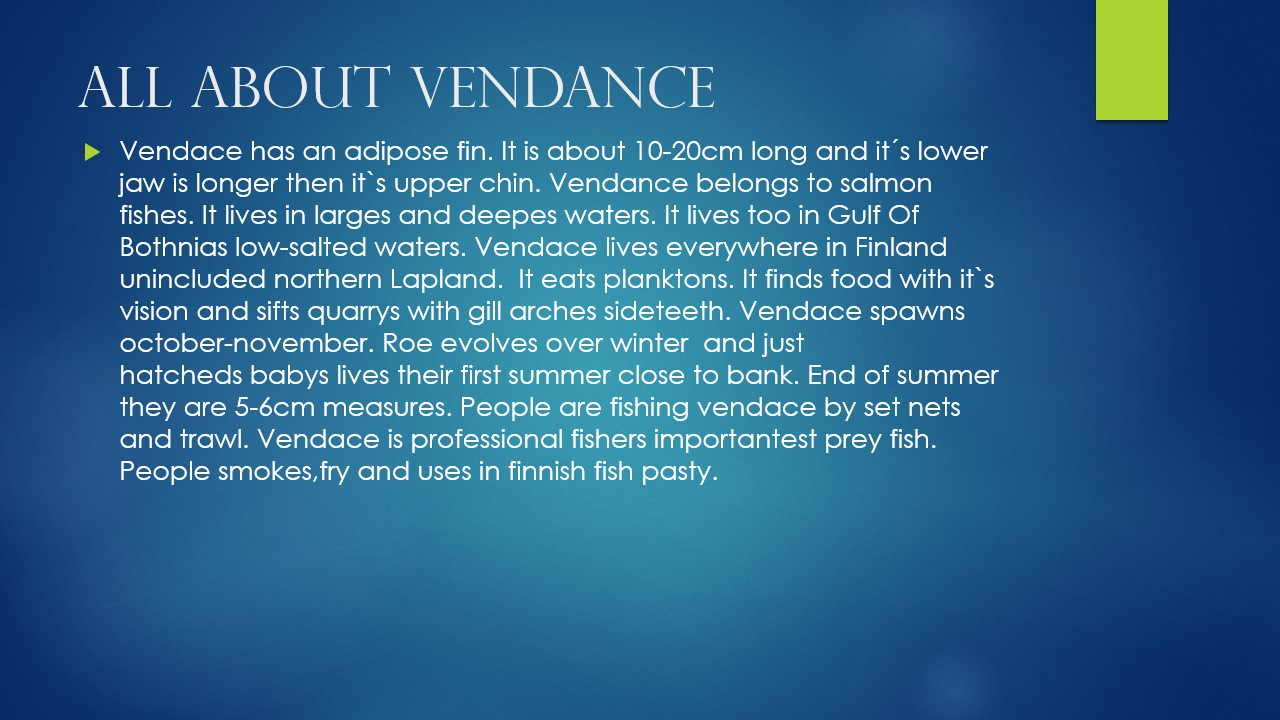 ALL ABOUT VENDANCE
Vendace has an adipose fin. It is about 10-20cm long and it´s lower
jaw is longer then it`s upper chin. Vendance belongs to salmon
fishes. It lives in larges and deepes waters. It lives too in Gulf Of
Bothnias low-salted waters. Vendace lives everywhere in Finland
unincluded northern Lapland.  It eats planktons. It finds food with it`s
vision and sifts quarrys with gill arches sideteeth. Vendace spawns
october-november. Roe evolves over winter  and just
hatcheds babys lives their first summer close to bank. End of summer
they are 5-6cm measures. People are fishing vendace by set nets
and trawl. Vendace is professional fishers importantest prey fish.
People smokes,fry and uses in finnish fish pasty.